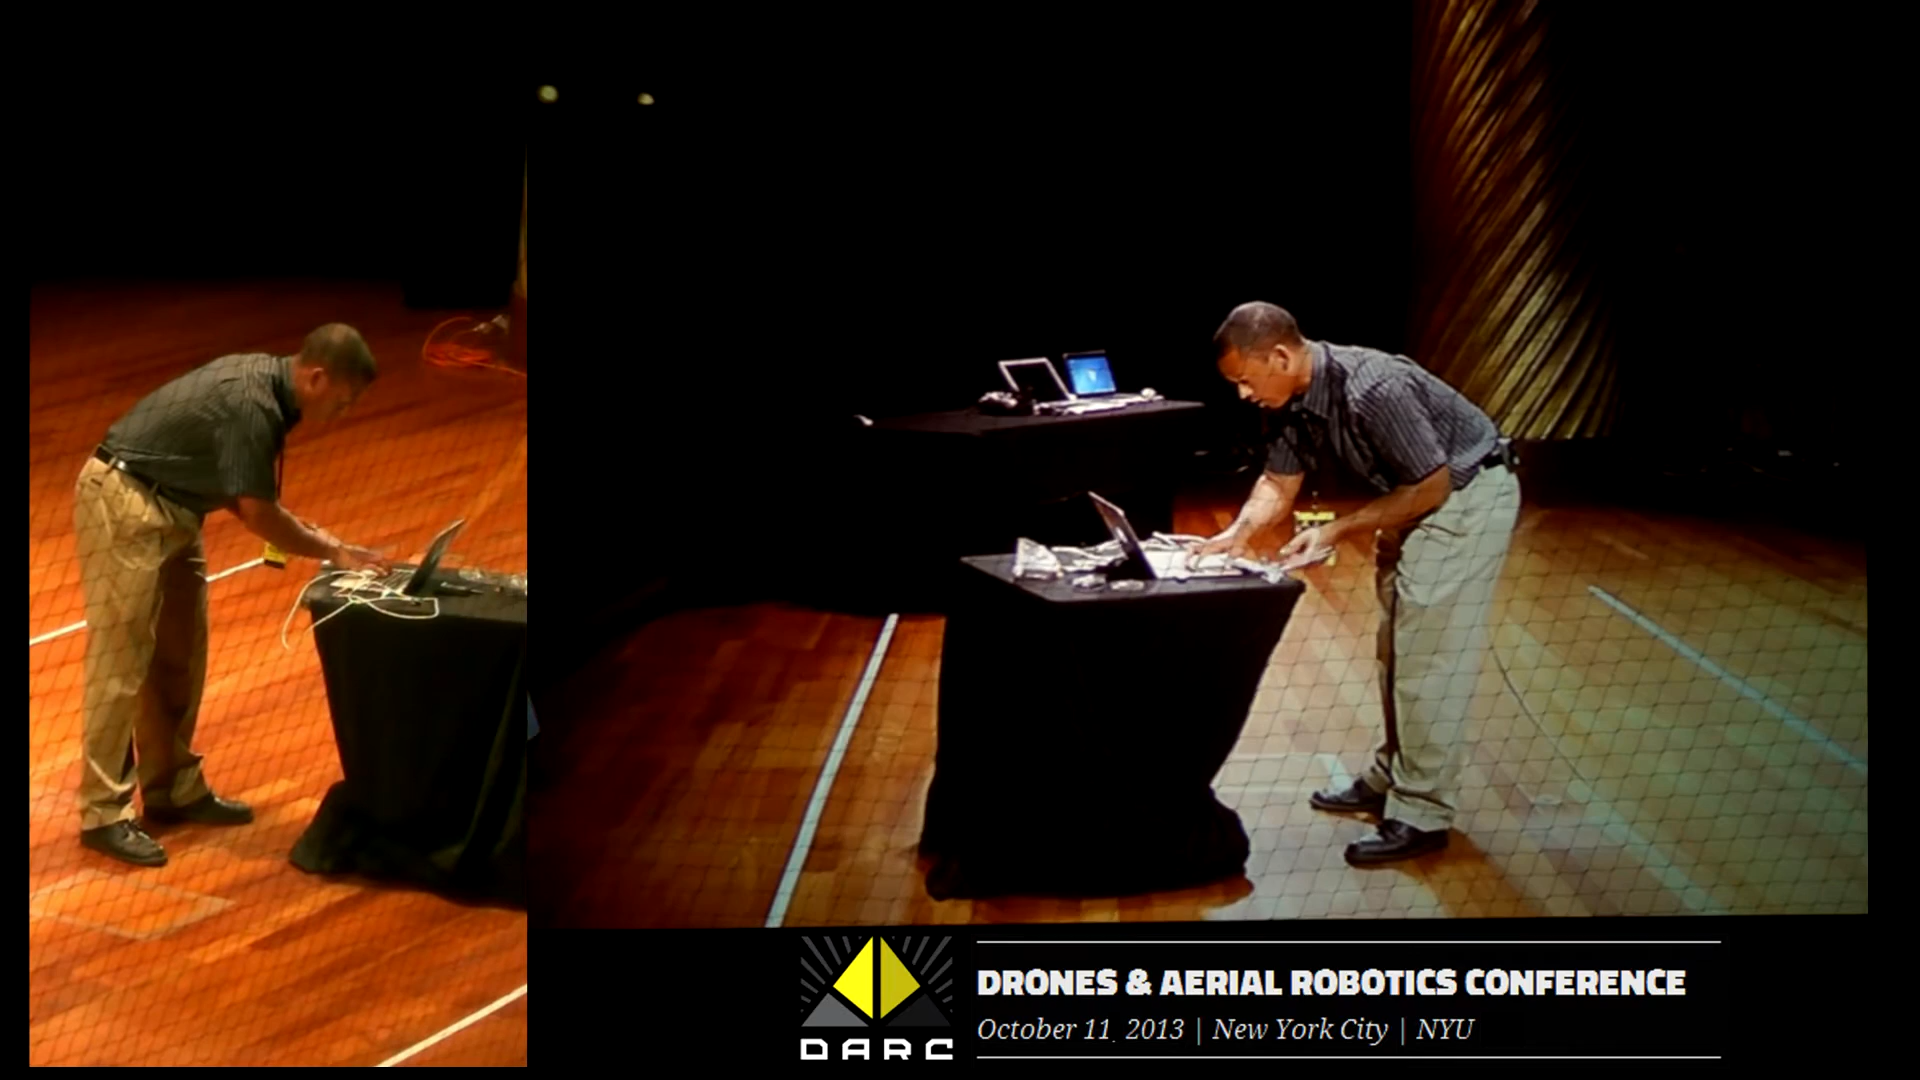 DARC
DRONES & AERIAL ROBOTICS CONFERENCE
October 11, 2013 | New York City | NYU